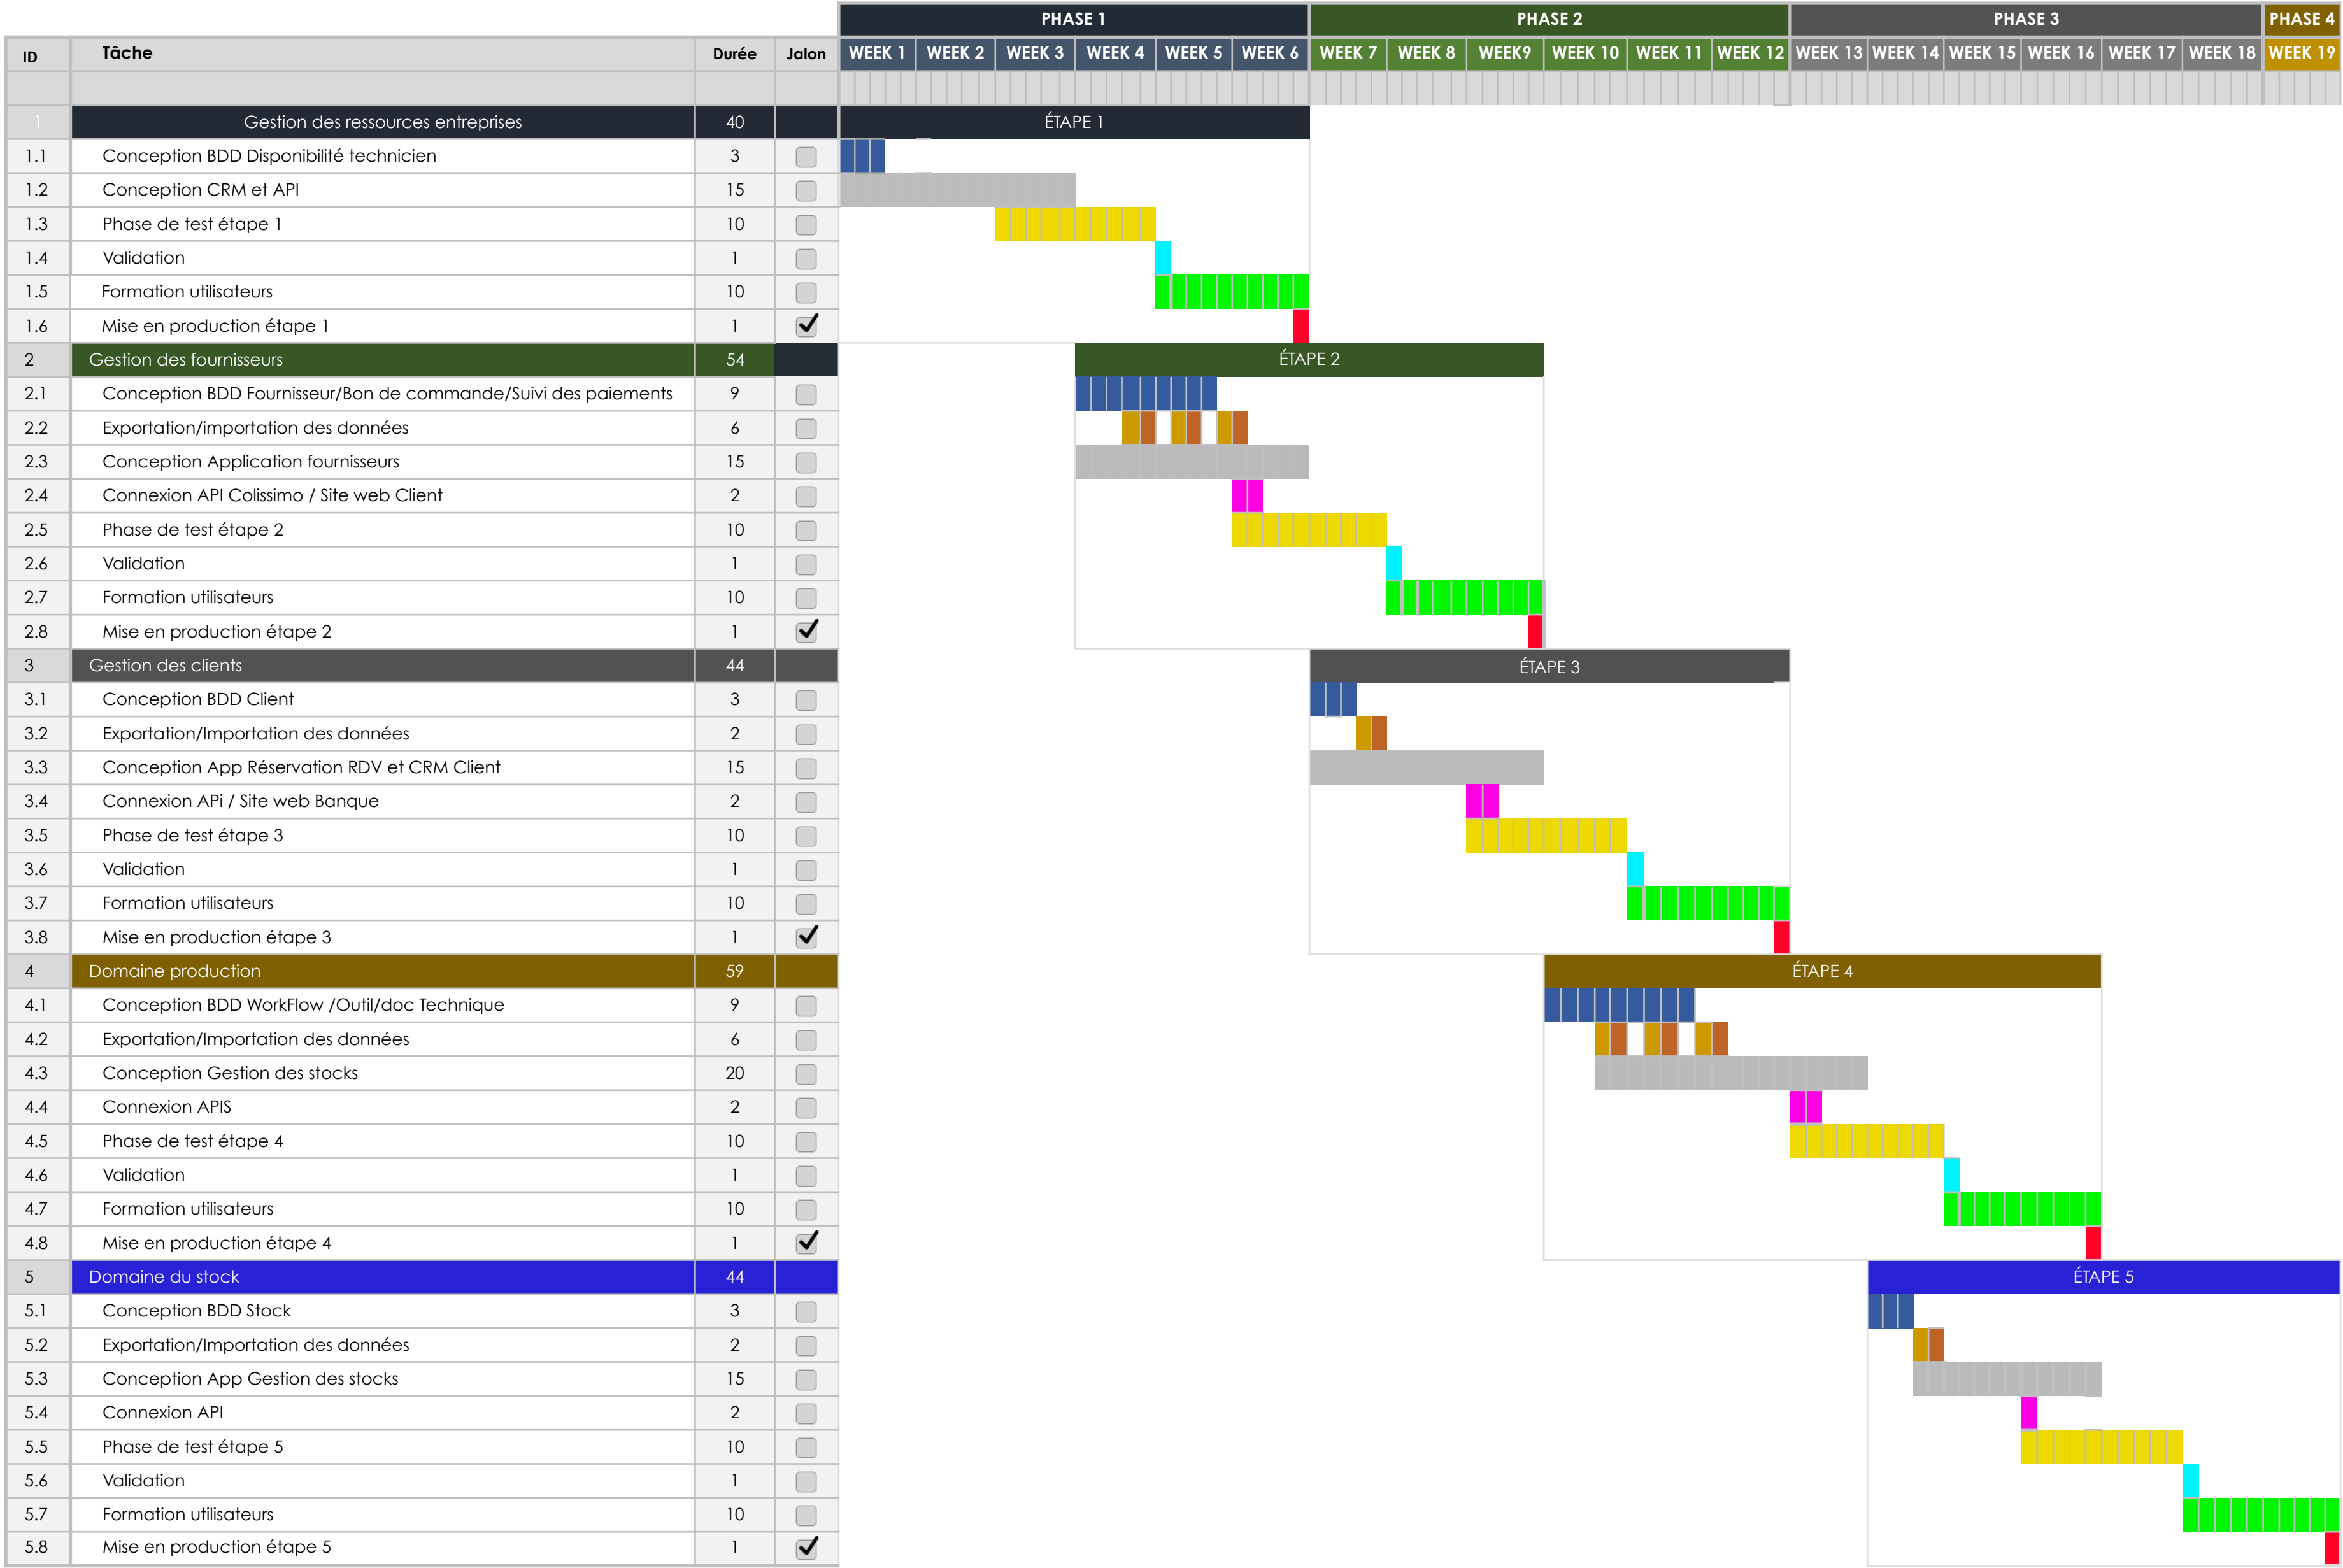 PHASE 1 PHASE 2 PHASE 3 PHASE 4
ID Tâche Durée Jalon WEEK 1 WEEK 2 WEEK 3 WEEK 4 WEEK 5 WEEK 6 WEEK 7 WEEK 8 WEEK9 WEEK 10 WEEK 11 WEEK 12 WEEK 13 WEEK 14 WEEK 15 WEEK 16 WEEK 17 WEEK 18 WEEK 19
1 Gestion des ressources entreprises 40 ÉTAPE 1
1.1 Conception BDD Disponibilité technicien 3
1.2 Conception CRM et API 15
1.3 Phase de test étape 1 10
1.4 Validation 1
1.5 Formation utilisateurs 10
1.6 Mise en production étape 1 1
2 Gestion des fournisseurs 54 ÉTAPE 2
2.1 Conception BDD Fournisseur/Bon de commande/Suivi des paiements 9
2.2 Exportation/importation des données 6
2.3 Conception Application fournisseurs 15
2.4 Connexion API Colissimo / Site web Client 2
2.5 Phase de test étape 2 10
2.6 Validation 1
2.7 Formation utilisateurs 10
2.8 Mise en production étape 2 1
3 Gestion des clients 44 ÉTAPE 3
3.1 Conception BDD Client 3
3.2 Exportation/Importation des données 2
3.3 Conception App Réservation RDV et CRM Client 15
3.4 Connexion APi / Site web Banque 2
3.5 Phase de test étape 3 10
3.6 Validation 1
3.7 Formation utilisateurs 10
3.8 Mise en production étape 3 1
4 Domaine production 59 ÉTAPE 4
4.1 Conception BDD WorkFlow /Outil/doc Technique 9
4.2 Exportation/Importation des données 6
4.3 Conception Gestion des stocks 20
4.4 Connexion APIS 2
4.5 Phase de test étape 4 10
4.6 Validation 1
4.7 Formation utilisateurs 10
4.8 Mise en production étape 4 1
5 Domaine du stock 44 ÉTAPE 5
5.1 Conception BDD Stock 3
5.2 Exportation/Importation des données 2
5.3 Conception App Gestion des stocks 15
5.4 Connexion API 2
5.5 Phase de test étape 5 10
5.6 Validation 1
5.7 Formation utilisateurs 10
5.8 Mise en production étape 5 1